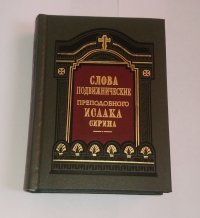 СЛОВА
ПОДВИЖНИЧЕСКИЕ
ПРЕПОДОБНОГО
ИСААКА
СИРИНА